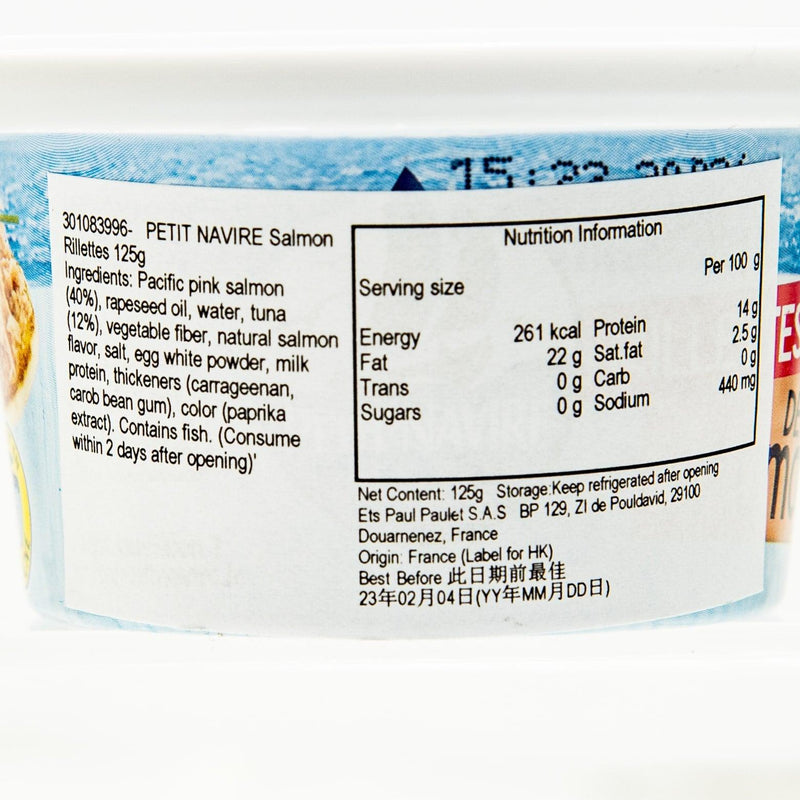 15:22
301083996- PETIT NAVIRE Salmon
Rillettes 125g
Ingredients: Pacific pink salmon
(40%), rapeseed oil, water, tuna
(12%), vegetable fiber, natural salmon
flavor, salt, egg white powder, milk
protein, thickeners (carrageenan,
carob bean gum), color (paprika
extract). Contains fish. (Consume
within 2 days after opening)'
Nutrition Information
Per 100 g
Serving size
Energy 261 kcal Protein 14 g
Fat 22 g Sat.fat 2.5 g
Trans 0 g Carb 0 g
Sugars 0 g Sodium 440 mg
Net Content: 125g Storage:Keep refrigerated after opening
Ets Paul Paulet S.A.S BP 129, ZI de Pouldavid, 29100
Douarnenez, France
Origin: France (Label for HK)
Best Before 此日期前最佳
23年02月04日(YY年MM月DD日)